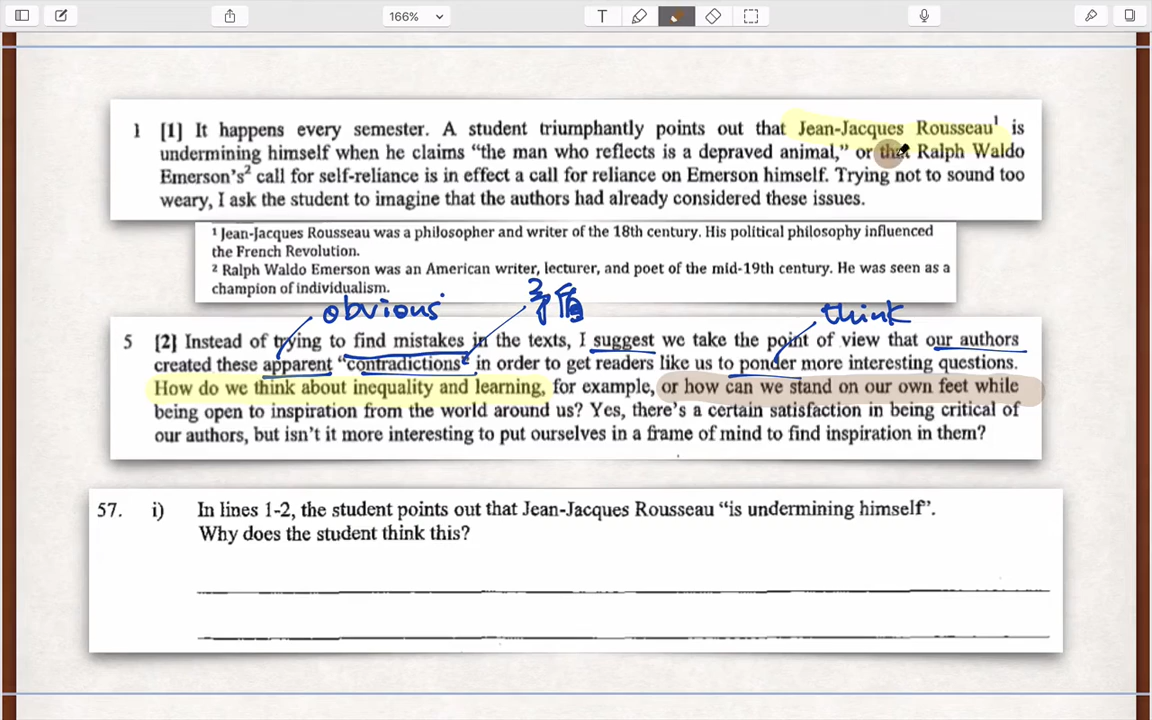 166%
T
1 [1] It happens every semester. A student triumphantly points out that Jean-Jacques Rousseau¹ is
undermining himself when he claims “the man who reflects is a depraved animal,” or that Ralph Waldo
Emerson’s² call for self-reliance is in effect a call for reliance on Emerson himself. Trying not to sound too
weary, I ask the student to imagine that the authors had already considered these issues.
¹ Jean-Jacques Rousseau was a philosopher and writer of the 18th century. His political philosophy influenced
the French Revolution.
² Ralph Waldo Emerson was an American writer, lecturer, and poet of the mid-19th century. He was seen as a
champion of individualism.
obvious 矛盾 think
5 [2] Instead of trying to find mistakes in the texts, I suggest we take the point of view that our authors
created these apparent “contradictions” in order to get readers like us to ponder more interesting questions.
How do we think about inequality and learning, for example, or how can we stand on our own feet while
being open to inspiration from the world around us? Yes, there’s a certain satisfaction in being critical of
our authors, but isn’t it more interesting to put ourselves in a frame of mind to find inspiration in them?
57. i) In lines 1-2, the student points out that Jean-Jacques Rousseau “is undermining himself”.
Why does the student think this?